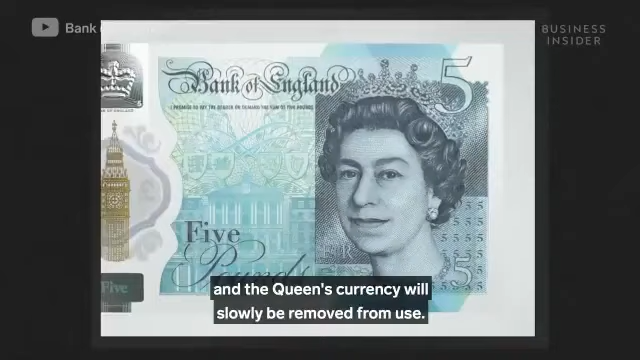 Bank
BUSINESS
INSIDER
Bank of England
I PROMISE TO PAY THE BEARER ON DEMAND THE SUM OF FIVE POUNDS
5
Five
Pounds
5
Five
and the Queen's currency will
slowly be removed from use.